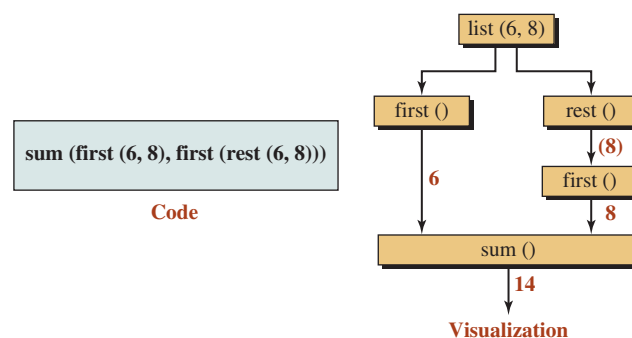 list (6, 8)
first ()
rest ()
(8)
sum (first (6, 8), first (rest (6, 8)))
6
first ()
Code
8
sum ()
14
Visualization